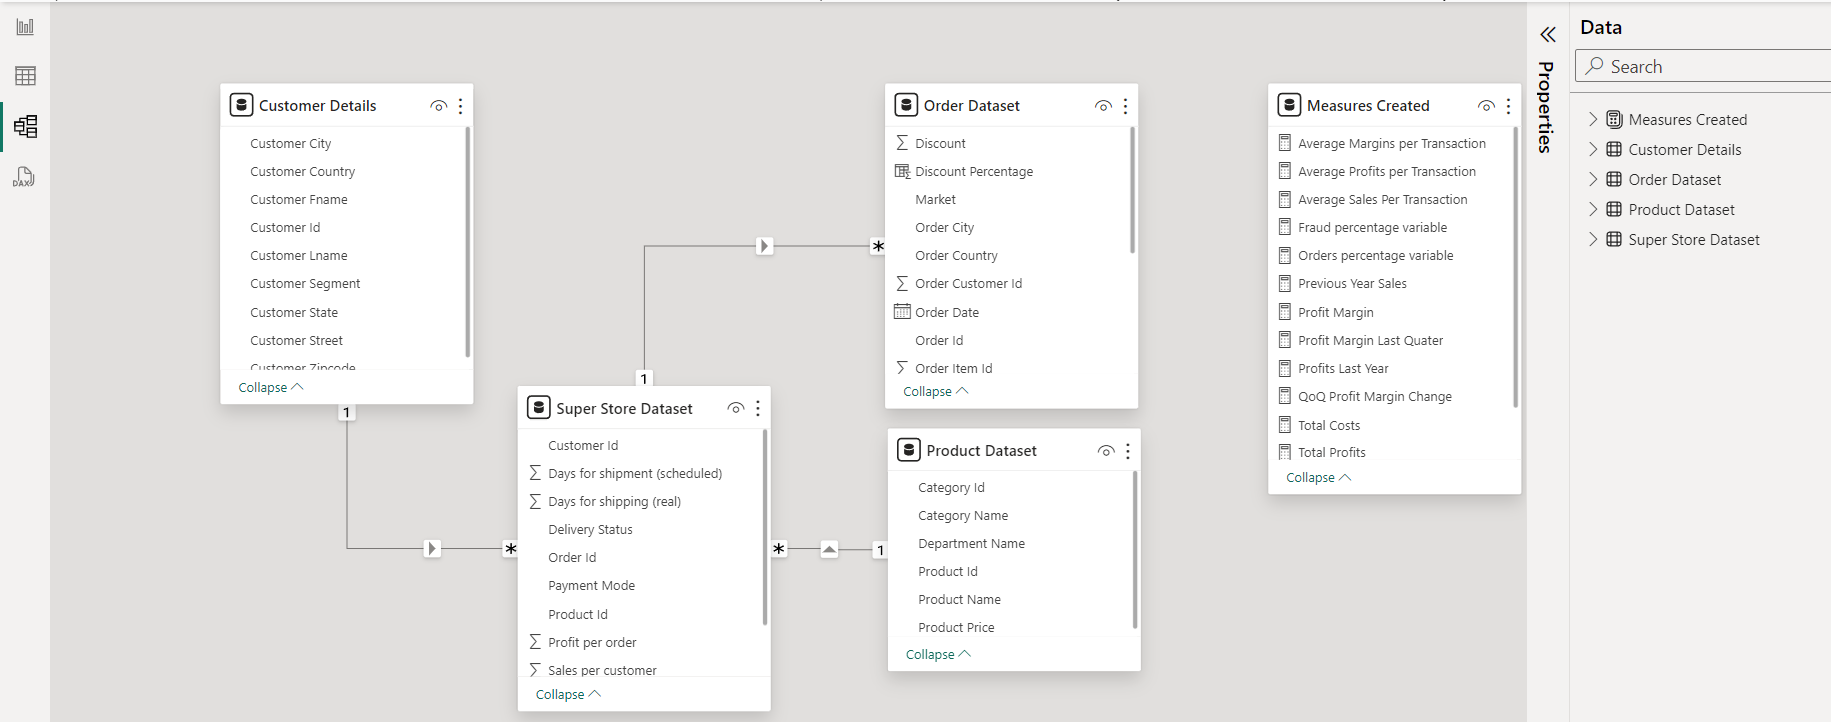 Customer Details
Customer City
Customer Country
Customer Fname
Customer Id
Customer Lname
Customer Segment
Customer State
Customer Street
Customer Zipcode
Collapse
1
Super Store Dataset
Customer Id
Days for shipment (scheduled)
Days for shipping (real)
Delivery Status
Order Id
Payment Mode
Product Id
Profit per order
Sales per customer
Collapse
1
*
*
Order Dataset
Discount
Discount Percentage
Market
Order City
Order Country
Order Customer Id
Order Date
Order Id
Order Item Id
Collapse
*
Product Dataset
Category Id
Category Name
Department Name
Product Id
Product Name
Product Price
Collapse
1
Measures Created
Average Margins per Transaction
Average Profits per Transaction
Average Sales Per Transaction
Fraud percentage variable
Orders percentage variable
Previous Year Sales
Profit Margin
Profit Margin Last Quater
Profits Last Year
QoQ Profit Margin Change
Total Costs
Total Profits
Collapse
Properties
Data
Search
Measures Created
Customer Details
Order Dataset
Product Dataset
Super Store Dataset
DAX